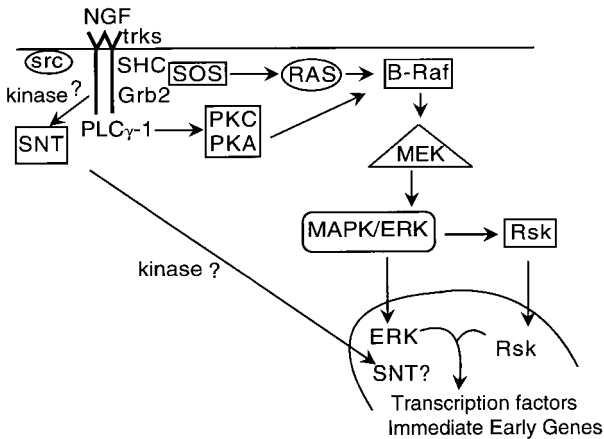 NGF
trks
src
SHC
SOS
RAS
B-Raf
kinase?
Grb2
PLCγ-1
PKC
PKA
SNT
MEK
MAPK/ERK
Rsk
kinase ?
ERK
Rsk
SNT?
Transcription factors
Immediate Early Genes